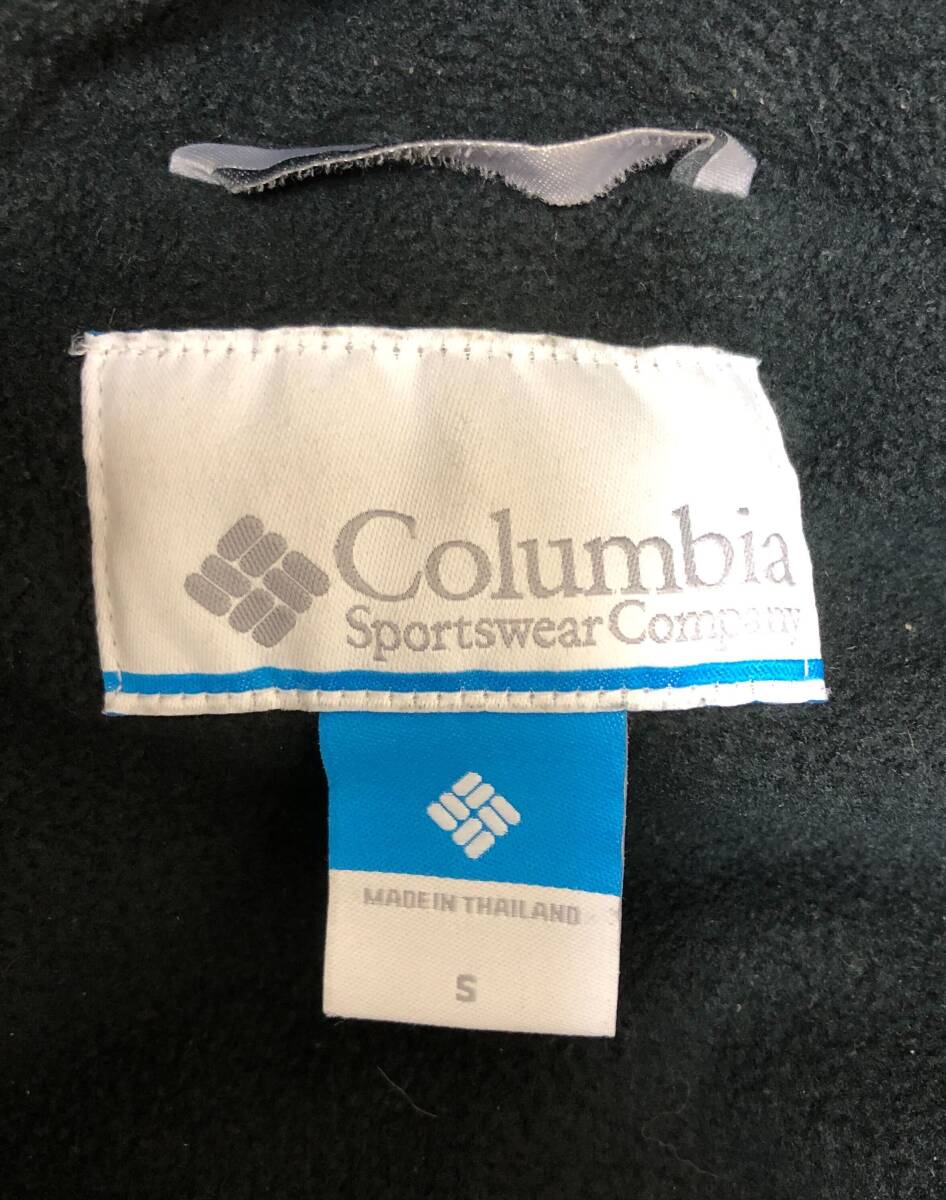 Columbia
Sportswear Company
MADE IN THAILAND
S